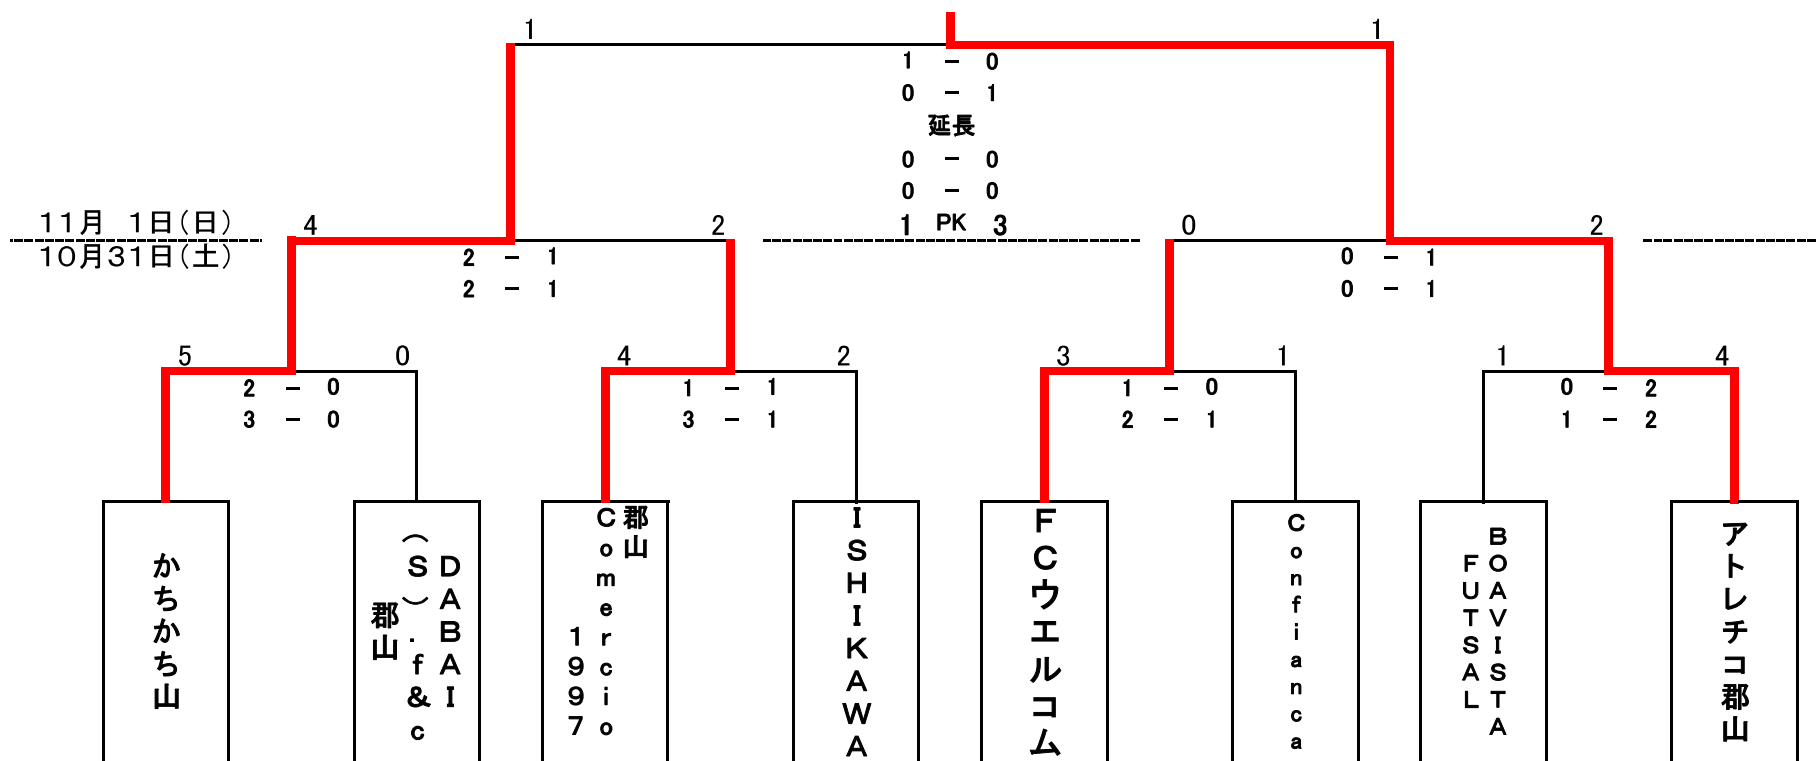 1 1
1 － 0
0 － 1
延長
0 － 0
0 － 0
1 PK 3
11月 1日(日)
10月31日(土)
4 2
2 － 1
2 － 1
0 2
0 － 1
0 － 1
5 0
2 － 0
3 － 0
4 2
1 － 1
3 － 1
3 1
1 － 0
2 － 1
1 4
0 － 2
1 － 2
かちかち山
DABAI
(S).f&c
郡山
郡山
Comercio
1997
ISHIKAWA
FCウエルコム
Confianca
BOAVISTA
FUTSAL
アトレチコ郡山